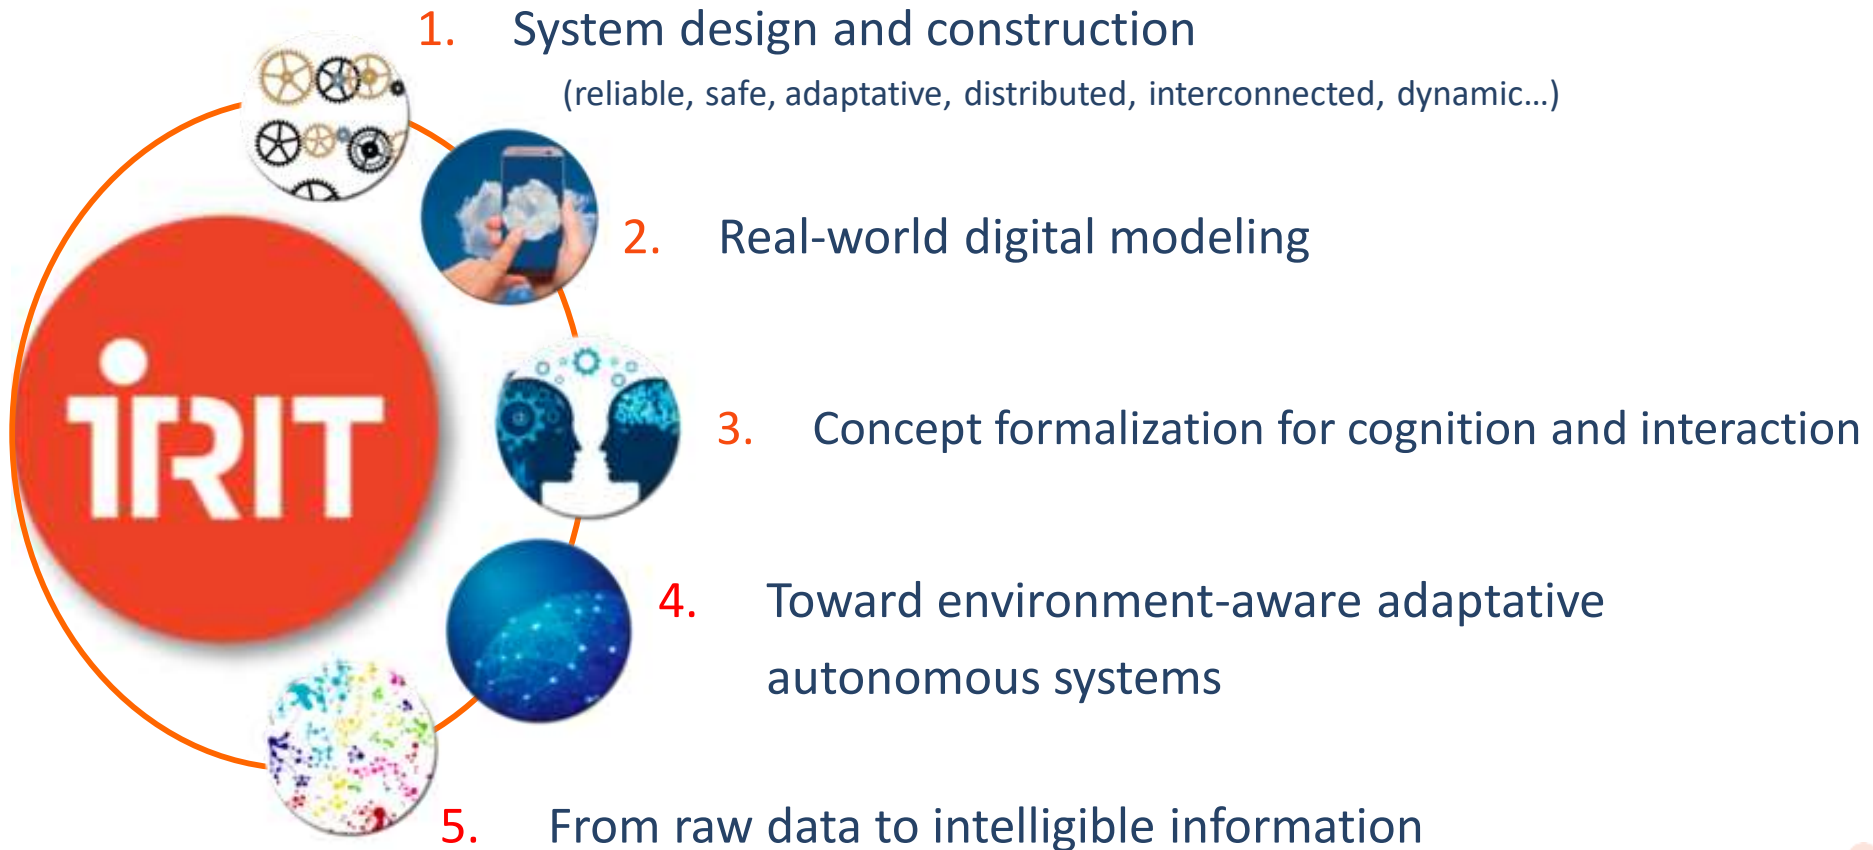 1. System design and construction
(reliable, safe, adaptative, distributed, interconnected, dynamic...)
2. Real-world digital modeling
iRIT
3. Concept formalization for cognition and interaction
4. Toward environment-aware adaptative
autonomous systems
5. From raw data to intelligible information